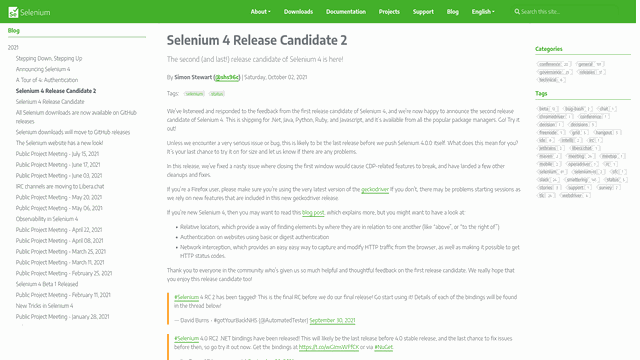 Selenium
About
Downloads
Documentation
Projects
Support
Blog
English
Search this site…
Blog
2021
Stepping Down, Stepping Up
Announcing Selenium 4
A Tour of 4: Authentication
Selenium 4 Release Candidate 2
Selenium 4 Release Candidate
All Selenium downloads are now available on GitHub
releases
Selenium downloads will move to GitHub releases
The Selenium website has a new look!
Public Project Meeting - July 15, 2021
Public Project Meeting - June 17, 2021
Public Project Meeting - June 03, 2021
IRC channels are moving to Libera.chat
Public Project Meeting - May 20, 2021
Public Project Meeting - May 06, 2021
Observability in Selenium 4
Public Project Meeting - April 22, 2021
Public Project Meeting - April 08, 2021
Public Project Meeting - March 25, 2021
Public Project Meeting - March 11, 2021
Public Project Meeting - February 25, 2021
Selenium 4 Beta 1 Released
Public Project Meeting - February 11, 2021
New Tricks in Selenium 4
Public Project Meeting - January 28, 2021
Selenium 4 Release Candidate 2
The second (and last!) release candidate of Selenium 4 is here!
By Simon Stewart (@shs96c) | Saturday, October 02, 2021
Tags: selenium status
We've listened and responded to the feedback from the first release candidate of Selenium 4, and we're now happy to announce the second release
candidate of Selenium 4. This is shipping for .Net, Java, Python, Ruby, and Javascript, and it's available from all the popular package managers. Go! Try it
out!
Unless we encounter a very serious issue or bug, this is likely to be the last release before we push Selenium 4.0.0 itself. What does this mean for you?
It's your last chance to try it on for size and let us know if there are any problems.
In this release, we've fixed a nasty issue where closing the first window would cause CDP-related features to break, and have landed a few other
cleanups and fixes.
If you're a Firefox user, please make sure you're using the very latest version of the geckodriver If you don't, there may be problems starting sessions as
we rely on new features that are included in this new geckodriver release.
If you're new Selenium 4, then you may want to read this blog post, which explains more, but you might want to have a look at:
• Relative locators, which provide a way of finding elements by where they are in relation to one another (like "above", or "to the right of")
• Authentication on websites using basic or digest authentication
• Network interception, which provides an easy easy way to capture and modify HTTP traffic from the browser, as well as making it possible to get
HTTP status codes.
Thank you to everyone in the community who's given us so much helpful and thoughtful feedback on the first release candidate. We really hope that
you enjoy this release candidate too!
#Selenium 4 RC 2 has been tagged! This is the final RC before we do our final release! Go start using it! Details of each of the bindings will be found
in the thread below!
— David Burns - #gotYourBackNHS (@AutomatedTester) September 30, 2021
#Selenium 4.0 RC2 .NET bindings have been released! This will likely be the last release before 4.0 stable release, and the last chance to fix issues
before then, so go try it out now. Get the bindings at
or via #NuGet
Categories
conference
general
governance
releases
technical
Tags
beta
bug-bash
chat
conference
decision
decisions
freenode
grid
hangout
ide
intellij
irc
jetbrains
libera.chat
meeting
mobile
selenium
slack
smattering
status
stories
support
survey
tlc
webdriver